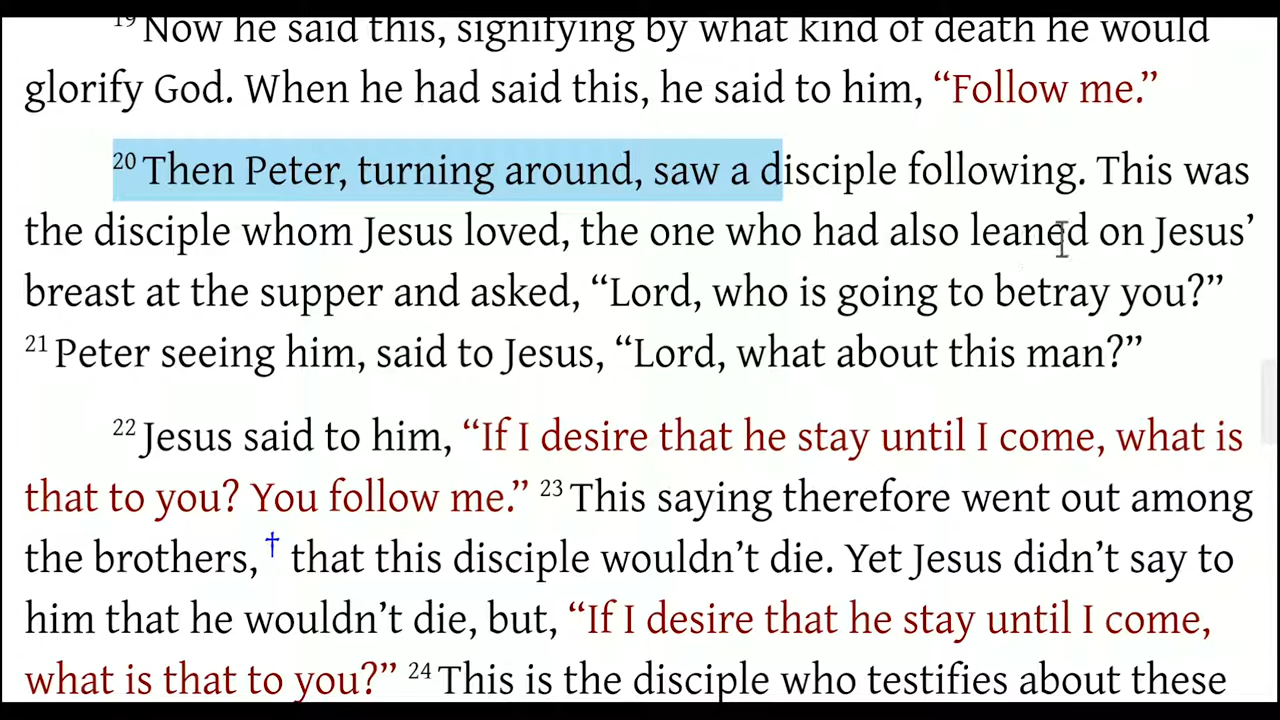 19 Now he said this, signifying by what kind of death he would
glorify God. When he had said this, he said to him, “Follow me.”
20 Then Peter, turning around, saw a disciple following. This was
the disciple whom Jesus loved, the one who had also leaned on Jesus’
breast at the supper and asked, “Lord, who is going to betray you?”
21 Peter seeing him, said to Jesus, “Lord, what about this man?”
22 Jesus said to him, “If I desire that he stay until I come, what is
that to you? You follow me.” 23 This saying therefore went out among
the brothers, † that this disciple wouldn’t die. Yet Jesus didn’t say to
him that he wouldn’t die, but, “If I desire that he stay until I come,
what is that to you?” 24 This is the disciple who testifies about these